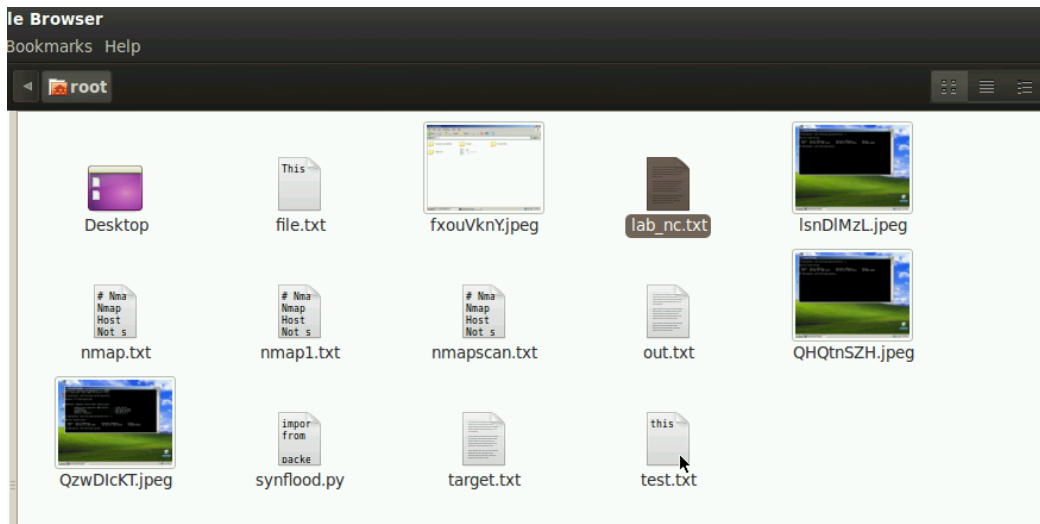 le Browser
Bookmarks Help
root
This
Desktop
file.txt
fxouVknY.jpeg
lab_nc.txt
lsnDlMzL.jpeg
# Nma
Nmap
Host
Not s
# Nma
Nmap
Host
Not s
# Nma
Nmap
Host
Not s
nmap.txt
nmap1.txt
nmapscan.txt
out.txt
QHQtnSZH.jpeg
impor
from
packe
this
QzwDIcKT.jpeg
synflood.py
target.txt
test.txt